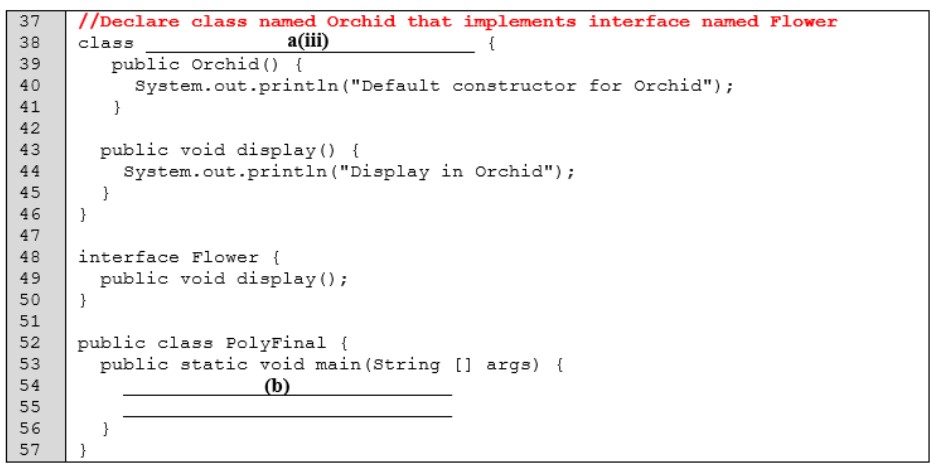 37 //Declare class named Orchid that implements interface named Flower
38 class a(iii) {
39 public Orchid() {
40 System.out.println("Default constructor for Orchid");
41 }
42
43 public void display() {
44 System.out.println("Display in Orchid");
45 }
46 }
47
48 interface Flower {
49 public void display();
50 }
51
52 public class PolyFinal {
53 public static void main(String [] args) {
54 (b)
55
56 }
57 }